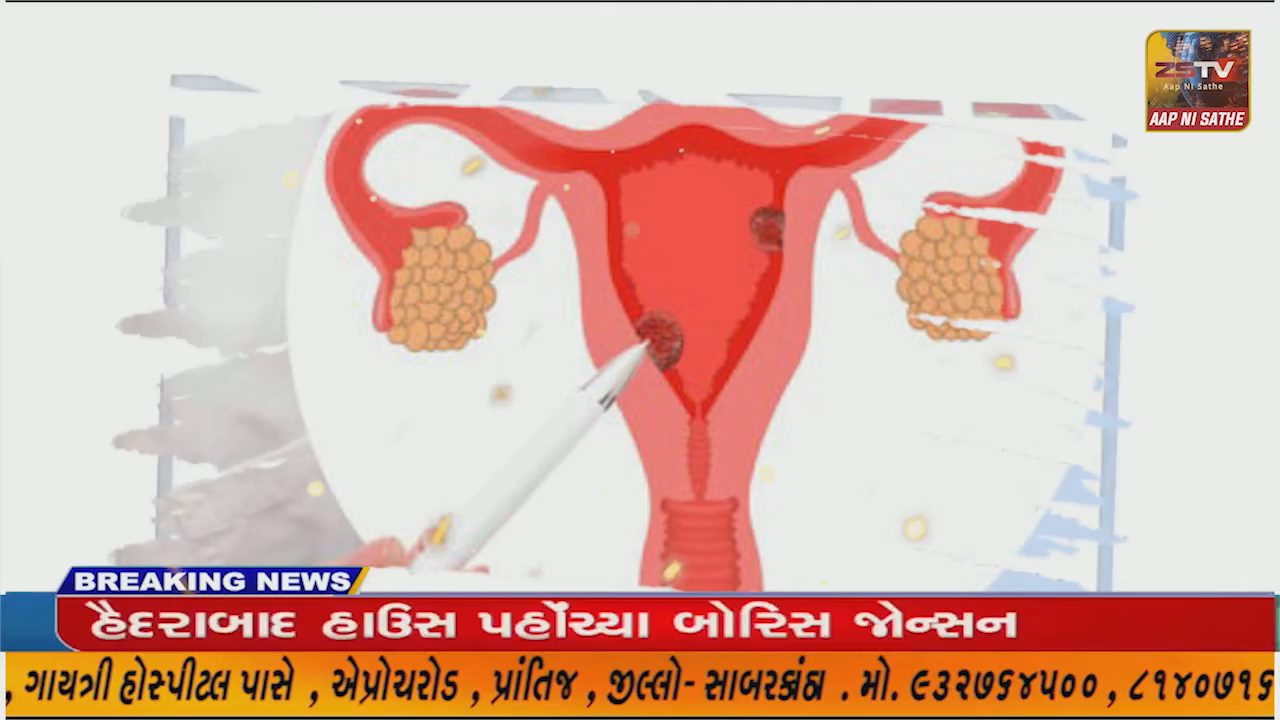 ZSTV
Aap Ni Sathe
AAP NI SATHE
BREAKING NEWS
હૈદરાબાદ હાઉસ પહોંચ્યા બોરિસ જોન્સન
, ગાયત્રી હોસ્પીટલ પાસે , એપ્રોચરોડ , પ્રાંતિજ , જીલ્લો- સાબરકાંઠા . મો. ૯૩૨૭૬૪૫૦૦ , ૮૧૪૦૭૧૬